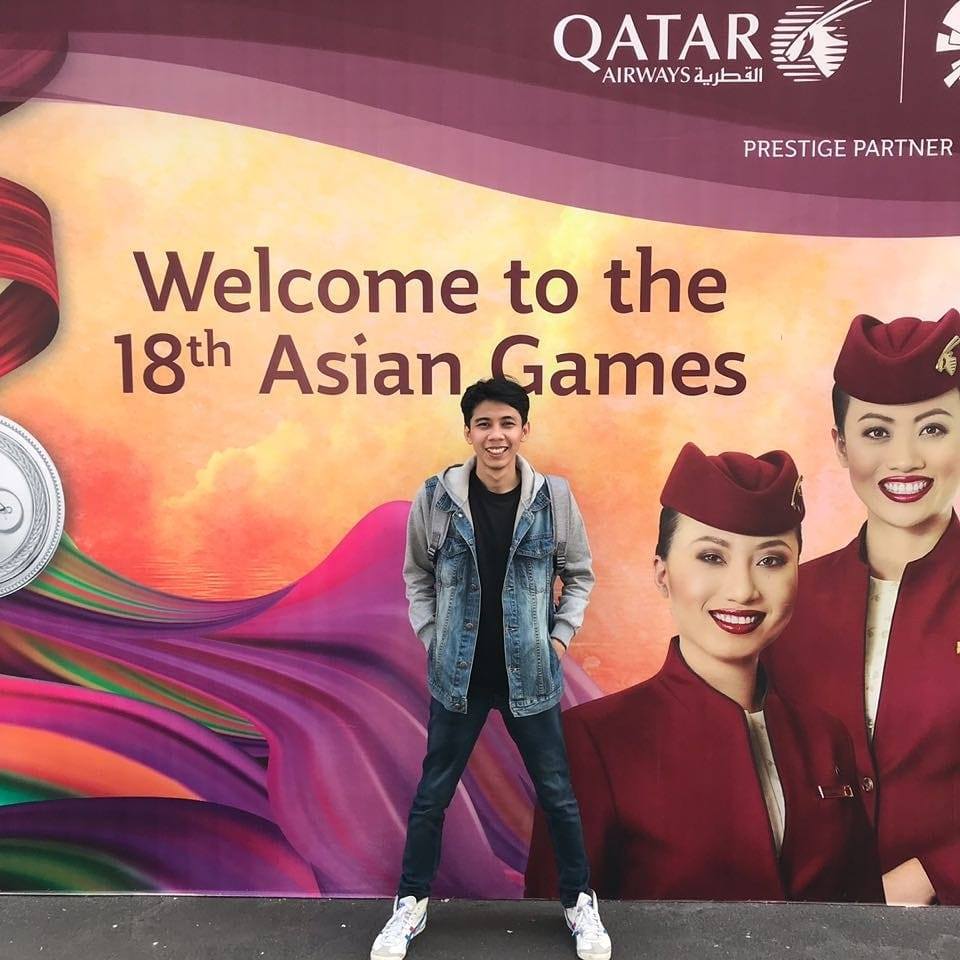 QATAR
AIRWAYS القطرية
PRESTIGE PARTNER
Welcome to the
18th Asian Games